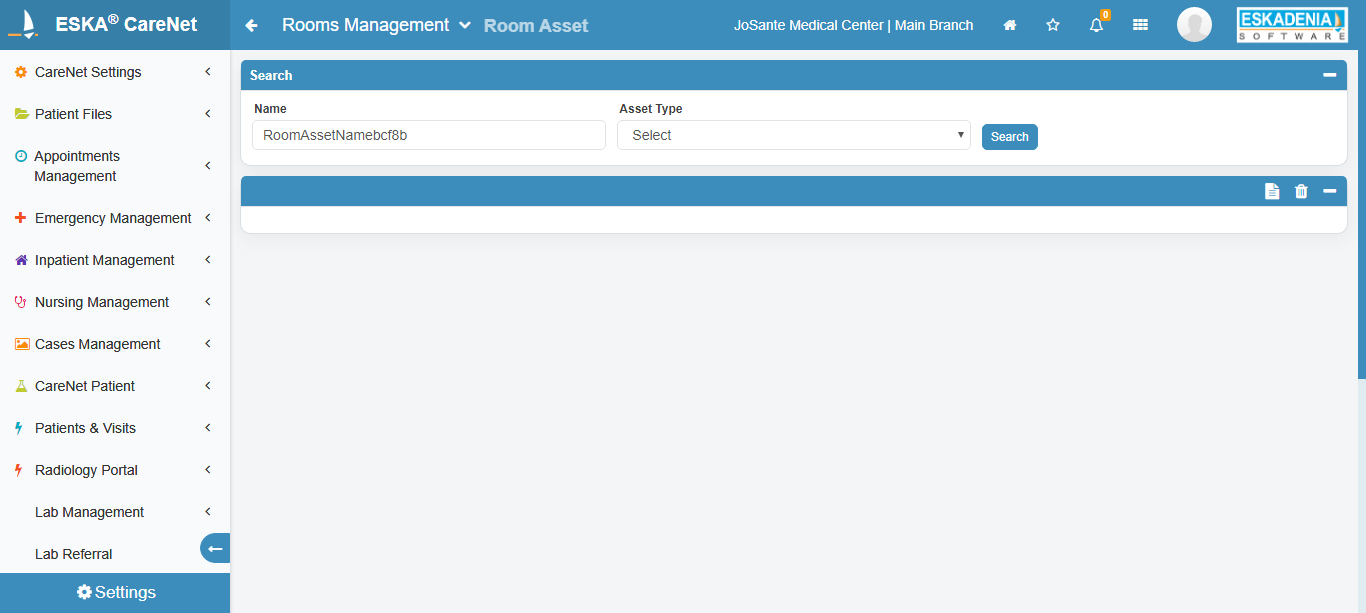 ESKA® CareNet
Rooms Management Room Asset
JoSante Medical Center | Main Branch
0
ESKADENIA
SOFTWARE
CareNet Settings
Patient Files
Appointments
Management
Emergency Management
Inpatient Management
Nursing Management
Cases Management
CareNet Patient
Patients & Visits
Radiology Portal
Lab Management
Lab Referral
Settings
Search
Name
Asset Type
RoomAssetNamebcf8b
Select
Search